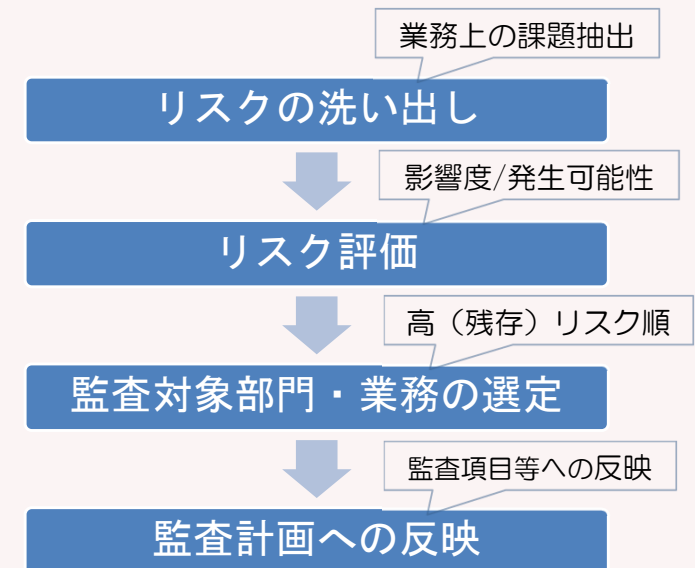 業務上の課題抽出
リスクの洗い出し
影響度/発生可能性
リスク評価
高（残存）リスク順
監査対象部門・業務の選定
監査項目等への反映
監査計画への反映